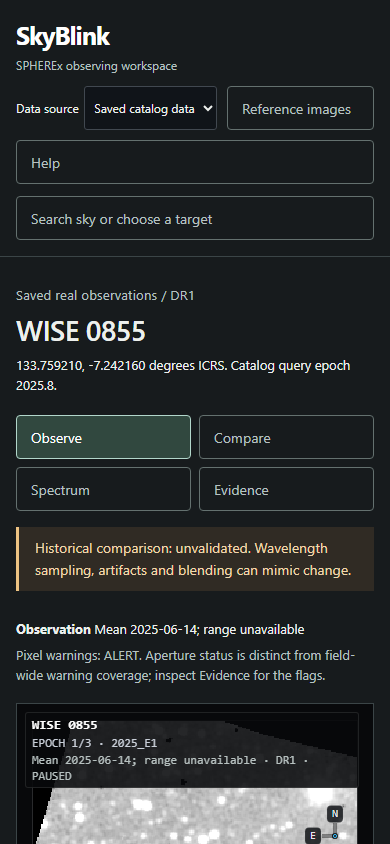 SkyBlink
SPHEREx observing workspace
Data source Saved catalog data Reference images
Help
Search sky or choose a target
Saved real observations / DR1
WISE 0855
133.759210, -7.242160 degrees ICRS. Catalog query epoch
2025.8.
Observe Compare
Spectrum Evidence
Historical comparison: unvalidated. Wavelength
sampling, artifacts and blending can mimic change.
Observation Mean 2025-06-14; range unavailable
Pixel warnings: ALERT. Aperture status is distinct from field-
wide warning coverage; inspect Evidence for the flags.
WISE 0855
EPOCH 1/3 · 2025_E1
Mean 2025-06-14; range unavailable · DR1 ·
PAUSED
N
E